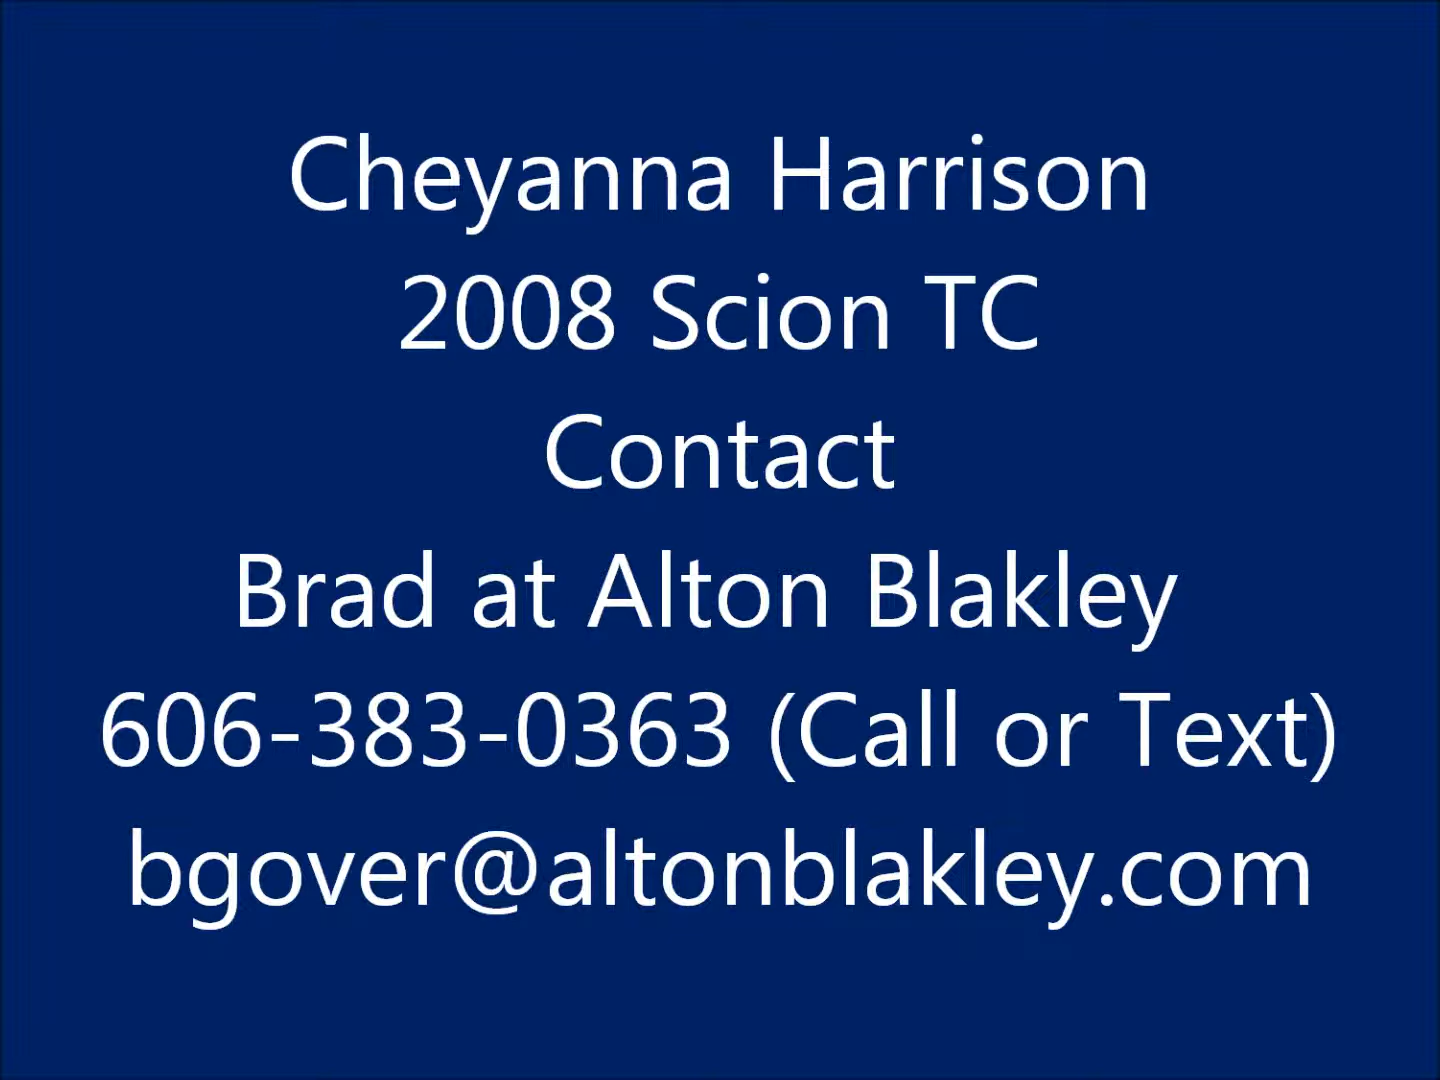 Cheyanna Harrison
2008 Scion TC
Contact
Brad at Alton Blakley
606-383-0363 (Call or Text)
bgover@altonblakley.com